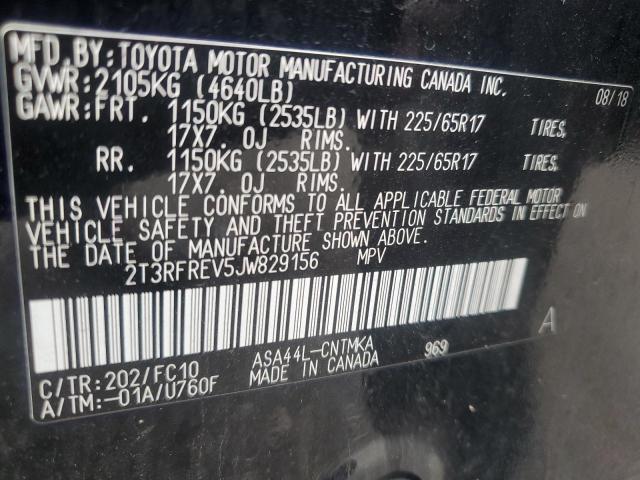 MFD. BY: TOYOTA MOTOR MANUFACTURING CANADA INC.
GVWR: 2105KG (4640LB) 08/18
GAWR: FRT. 1150KG (2535LB) WITH 225/65R17 TIRES,
17X7.0J RIMS.
RR. 1150KG (2535LB) WITH 225/65R17 TIRES,
17X7.0J RIMS.
THIS VEHICLE CONFORMS TO ALL APPLICABLE FEDERAL MOTOR
VEHICLE SAFETY AND THEFT PREVENTION STANDARDS IN EFFECT ON
THE DATE OF MANUFACTURE SHOWN ABOVE.
2T3RFREV5JW829156 MPV
A
C/TR: 202/FC10 ASA44L-CNTMKA 969
A/TM:-01A/U760F MADE IN CANADA